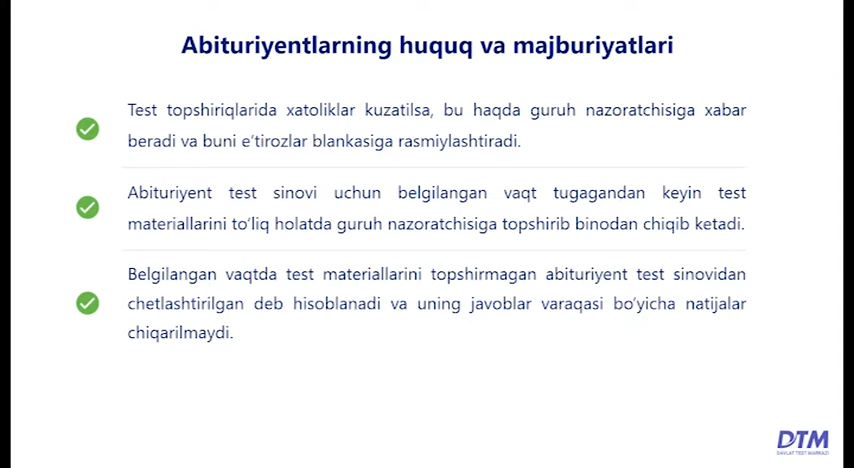 Abituriyentlarning huquq va majburiyatlari
Test topshiriqlarida xatoliklar kuzatilsa, bu haqda guruh nazoratchisiga xabar
beradi va buni e’tirozlar blankasiga rasmiylashtiradi.
Abituriyent test sinovi uchun belgilangan vaqt tugagandan keyin test
materiallarini to‘liq holatda guruh nazoratchisiga topshirib binodan chiqib ketadi.
Belgilangan vaqtda test materiallarini topshirmagan abituriyent test sinovidan
chetlashtirilgan deb hisoblanadi va uning javoblar varaqasi bo‘yicha natijalar
chiqarilmaydi.
DTM
DAVLAT TEST MARKAZI